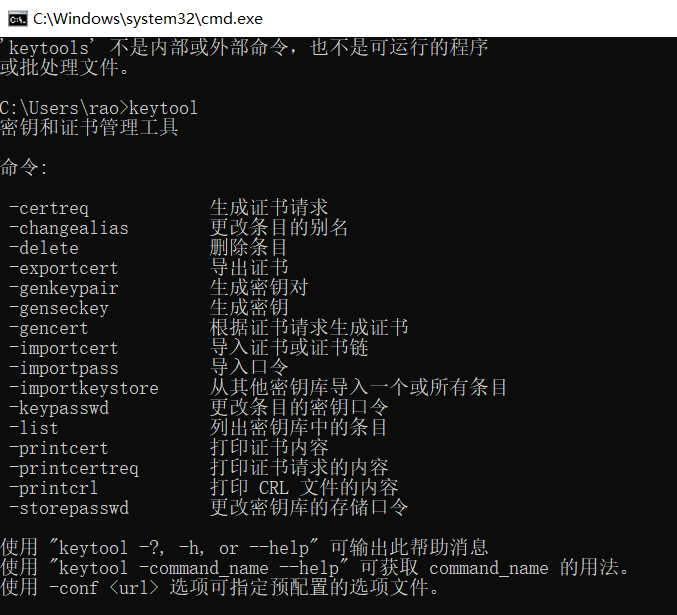 C:\Windows\system32\cmd.exe
'keytools' 不是内部或外部命令，也不是可运行的程序
或批处理文件。
C:\Users\rao>keytool
密钥和证书管理工具
命令:
-certreq 生成证书请求
-changealias 更改条目的别名
-delete 删除条目
-exportcert 导出证书
-genkeypair 生成密钥对
-genseckey 生成密钥
-gencert 根据证书请求生成证书
-importcert 导入证书或证书链
-importpass 导入口令
-importkeystore 从其他密钥库导入一个或所有条目
-keypasswd 更改条目的密钥口令
-list 列出密钥库中的条目
-printcert 打印证书内容
-printcertreq 打印证书请求的内容
-printcrl 打印 CRL 文件的内容
-storepasswd 更改密钥库的存储口令
使用 "keytool -?, -h, or --help" 可输出此帮助消息
使用 "keytool -command_name --help" 可获取 command_name 的用法。
使用 -conf <url> 选项可指定预配置的选项文件。